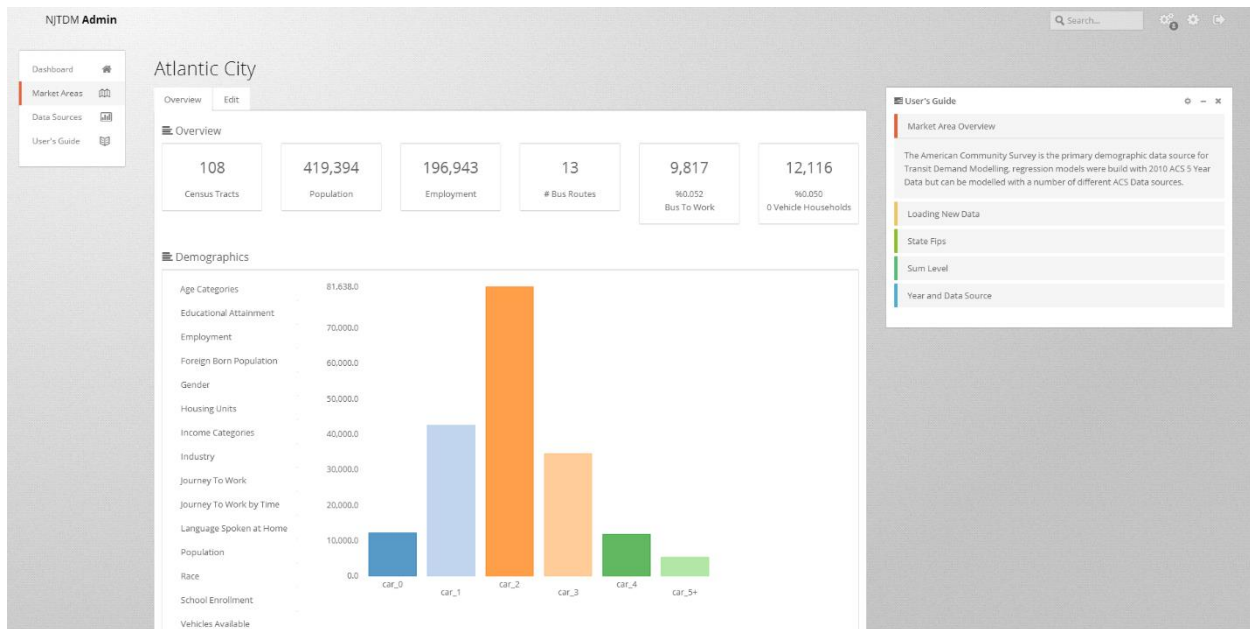 NJTDM Admin
Search...
Dashboard
Market Areas
Data Sources
User's Guide
Atlantic City
Overview Edit
Overview
108
Census Tracts
419,394
Population
196,943
Employment
13
# Bus Routes
9,817
%0.052
Bus To Work
12,116
%0.050
0 Vehicle Households
Demographics
Age Categories
Educational Attainment
Employment
Foreign Born Population
Gender
Housing Units
Income Categories
Industry
Journey To Work
Journey To Work by Time
Language Spoken at Home
Population
Race
School Enrollment
Vehicles Available
81,638.0
70,000.0
60,000.0
50,000.0
40,000.0
30,000.0
20,000.0
10,000.0
0.0
car_0
car_1
car_2
car_3
car_4
car_5+
User's Guide
Market Area Overview
The American Community Survey is the primary demographic data source for
Transit Demand Modelling, regression models were build with 2010 ACS 5 Year
Data but can be modelled with a number of different ACS Data sources.
Loading New Data
State Fips
Sum Level
Year and Data Source